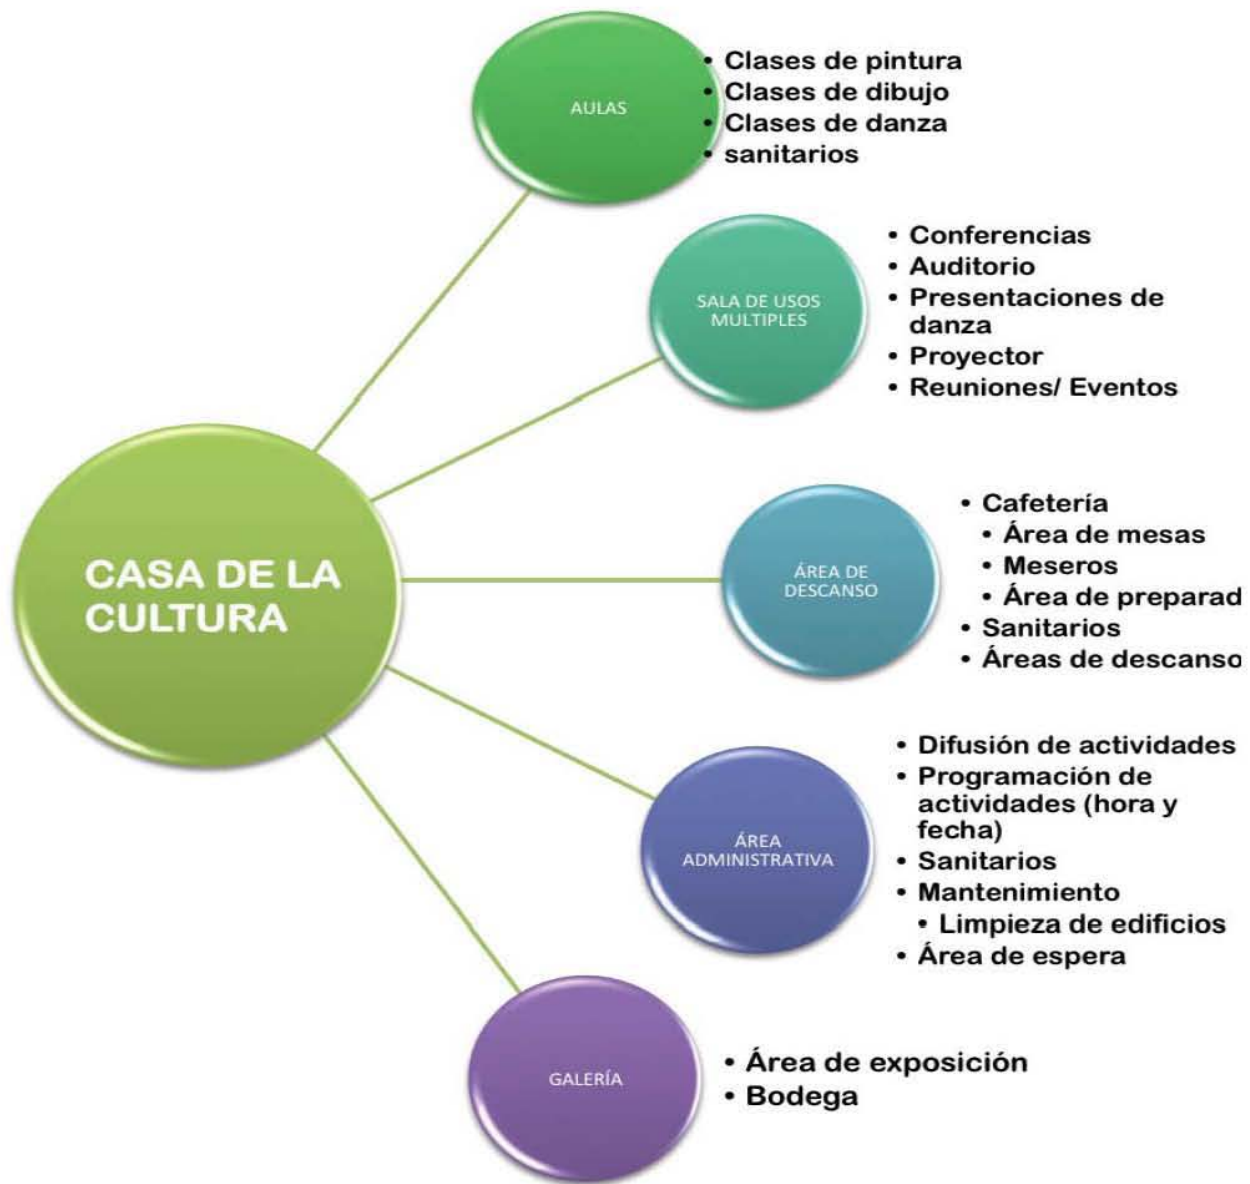 AULAS
• Clases de pintura
• Clases de dibujo
• Clases de danza
• sanitarios
SALA DE USOS
MULTIPLES
• Conferencias
• Auditorio
• Presentaciones de
danza
• Proyector
• Reuniones/ Eventos
CASA DE LA
CULTURA
ÁREA DE
DESCANSO
• Cafetería
• Área de mesas
• Meseros
• Área de preparad
• Sanitarios
• Áreas de descanso
ÁREA
ADMINISTRATIVA
• Difusión de actividades
• Programación de
actividades (hora y
fecha)
• Sanitarios
• Mantenimiento
• Limpieza de edificios
• Área de espera
GALERÍA
• Área de exposición
• Bodega